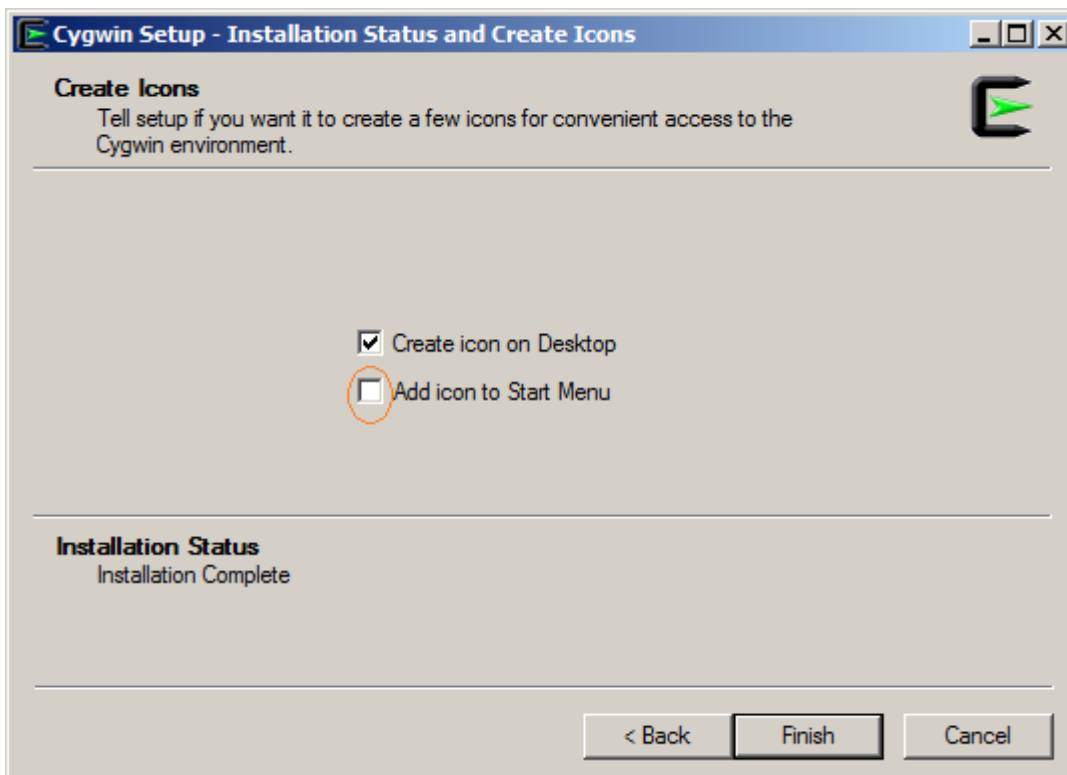 Cygwin Setup - Installation Status and Create Icons
Create Icons
Tell setup if you want it to create a few icons for convenient access to the
Cygwin environment.
Create icon on Desktop
Add icon to Start Menu
Installation Status
Installation Complete
< Back
Finish
Cancel